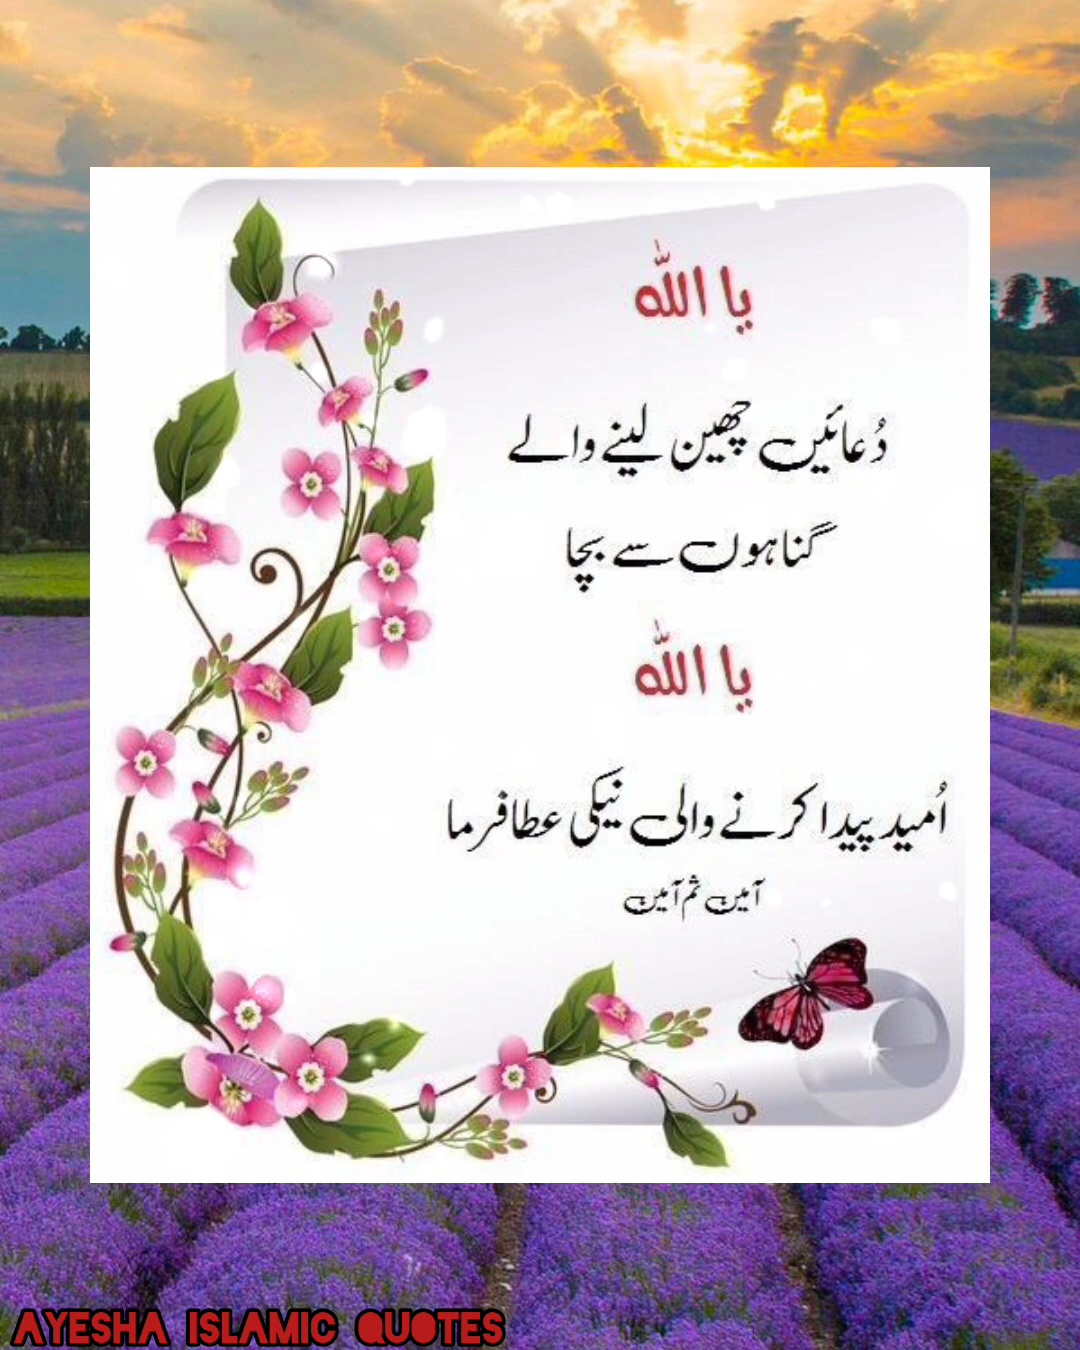 یا اللہ
دُعائیں چھین لینے والے
گناہوں سے بچا
یا اللہ
اُمید پیدا کرنے والی نیکی عطا فرما
آمین ثم آمین
AYESHA ISLAMIC QUOTES